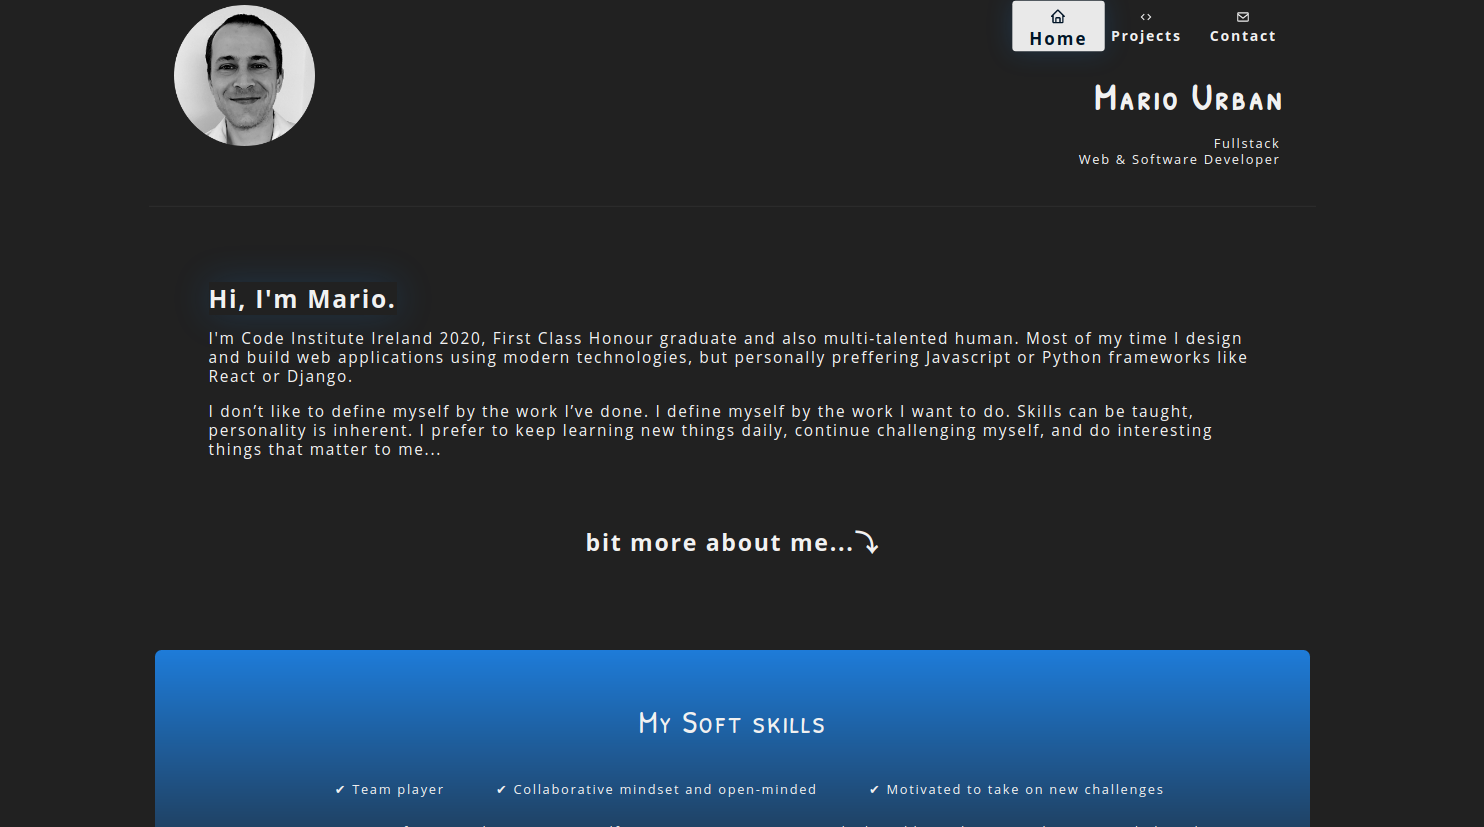 Home
Projects
Contact
Mario Urban
Fullstack
Web & Software Developer
Hi, I'm Mario.
I'm Code Institute Ireland 2020, First Class Honour graduate and also multi-talented human. Most of my time I design
and build web applications using modern technologies, but personally preffering Javascript or Python frameworks like
React or Django.
I don’t like to define myself by the work I’ve done. I define myself by the work I want to do. Skills can be taught,
personality is inherent. I prefer to keep learning new things daily, continue challenging myself, and do interesting
things that matter to me...
bit more about me...⤵
My Soft skills
✔ Team player
✔ Collaborative mindset and open-minded
✔ Motivated to take on new challenges